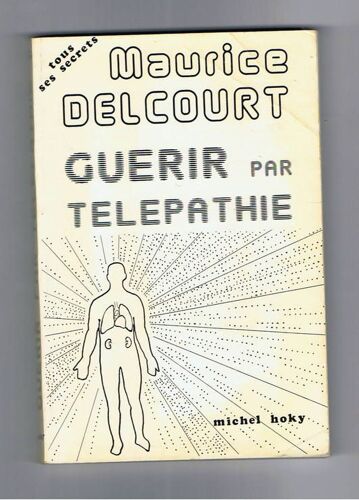 tous
ses secrets
Maurice
DELCOURT
GUERIR PAR
TELEPATHIE
michel hoky